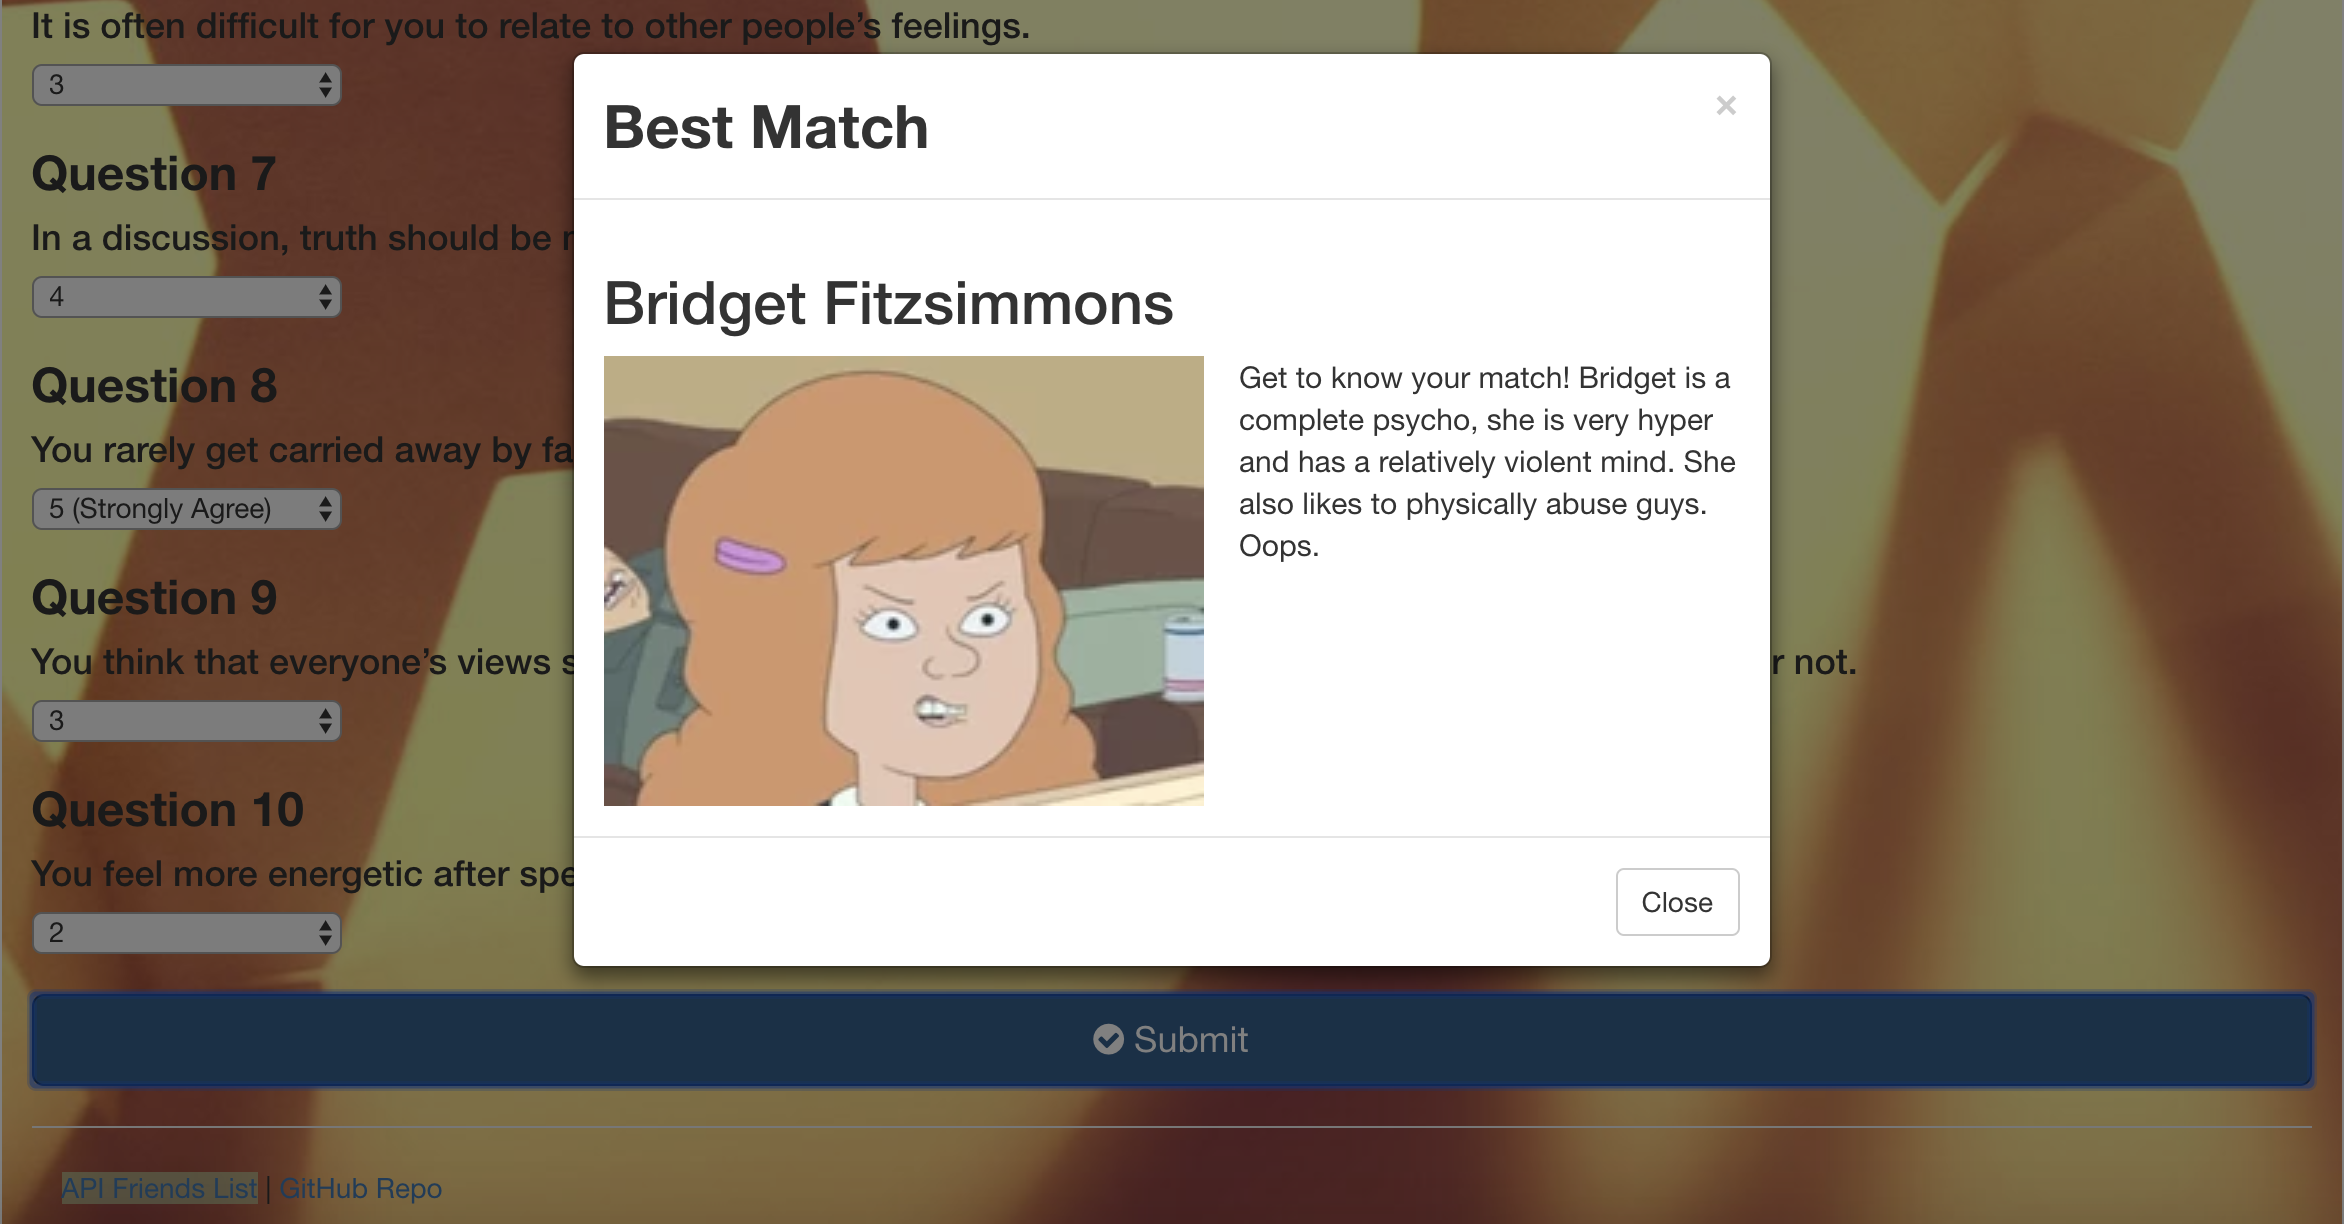 It is often difficult for you to relate to other people’s feelings.
3
Question 7
In a discussion, truth should be
4
Question 8
You rarely get carried away by
5 (Strongly Agree)
Question 9
You think that everyone’s views
not.
3
Question 10
You feel more energetic after
2
Best Match
×
Bridget Fitzsimmons
Get to know your match! Bridget is a
complete psycho, she is very hyper
and has a relatively violent mind. She
also likes to physically abuse guys.
Oops.
Close
Submit
API Friends List | GitHub Repo